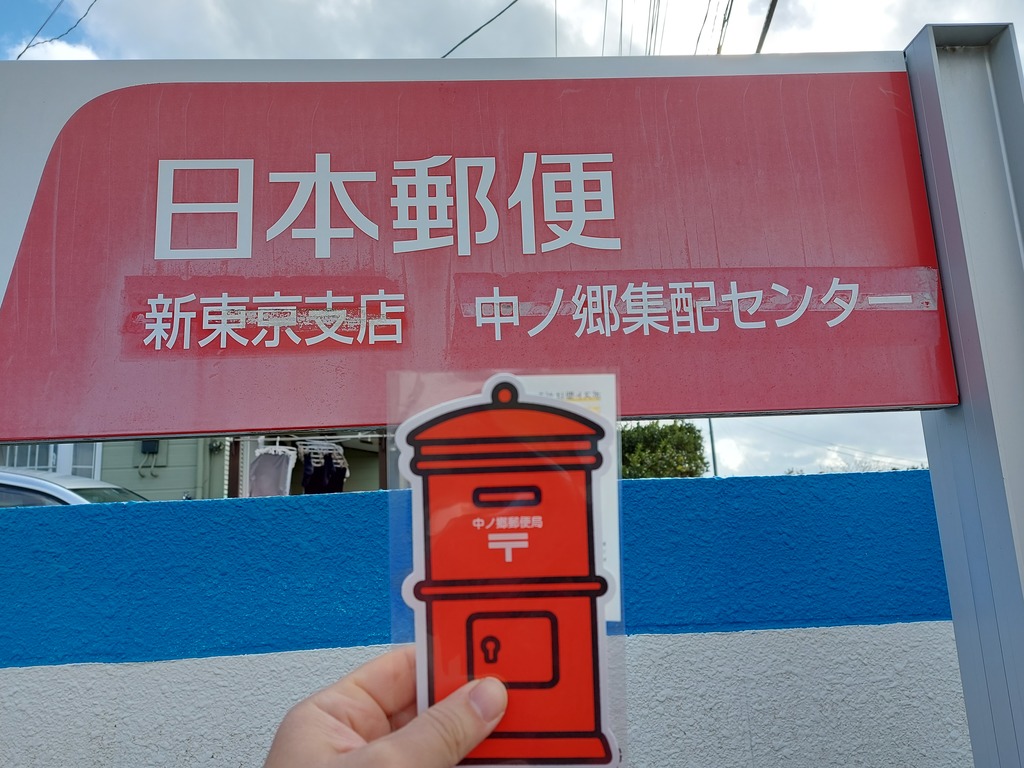 日本郵便
新東京支店 中ノ郷集配センター
中ノ郷郵便局
〒